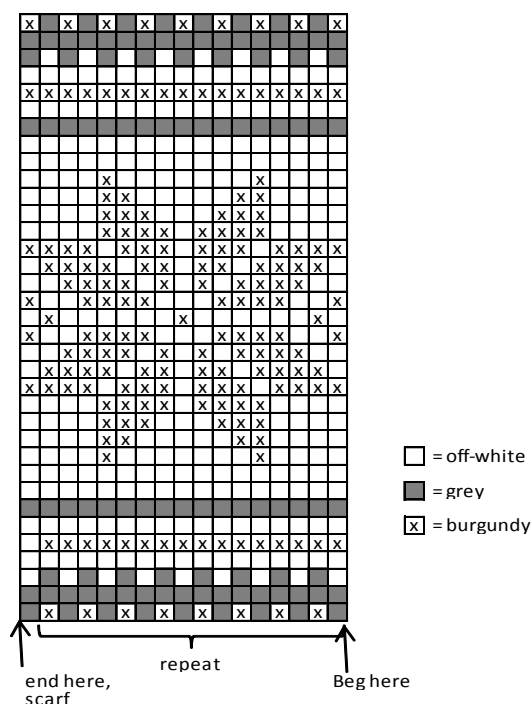 = off-white
= grey
x = burgundy
repeat
end here,
scarf
Beg here